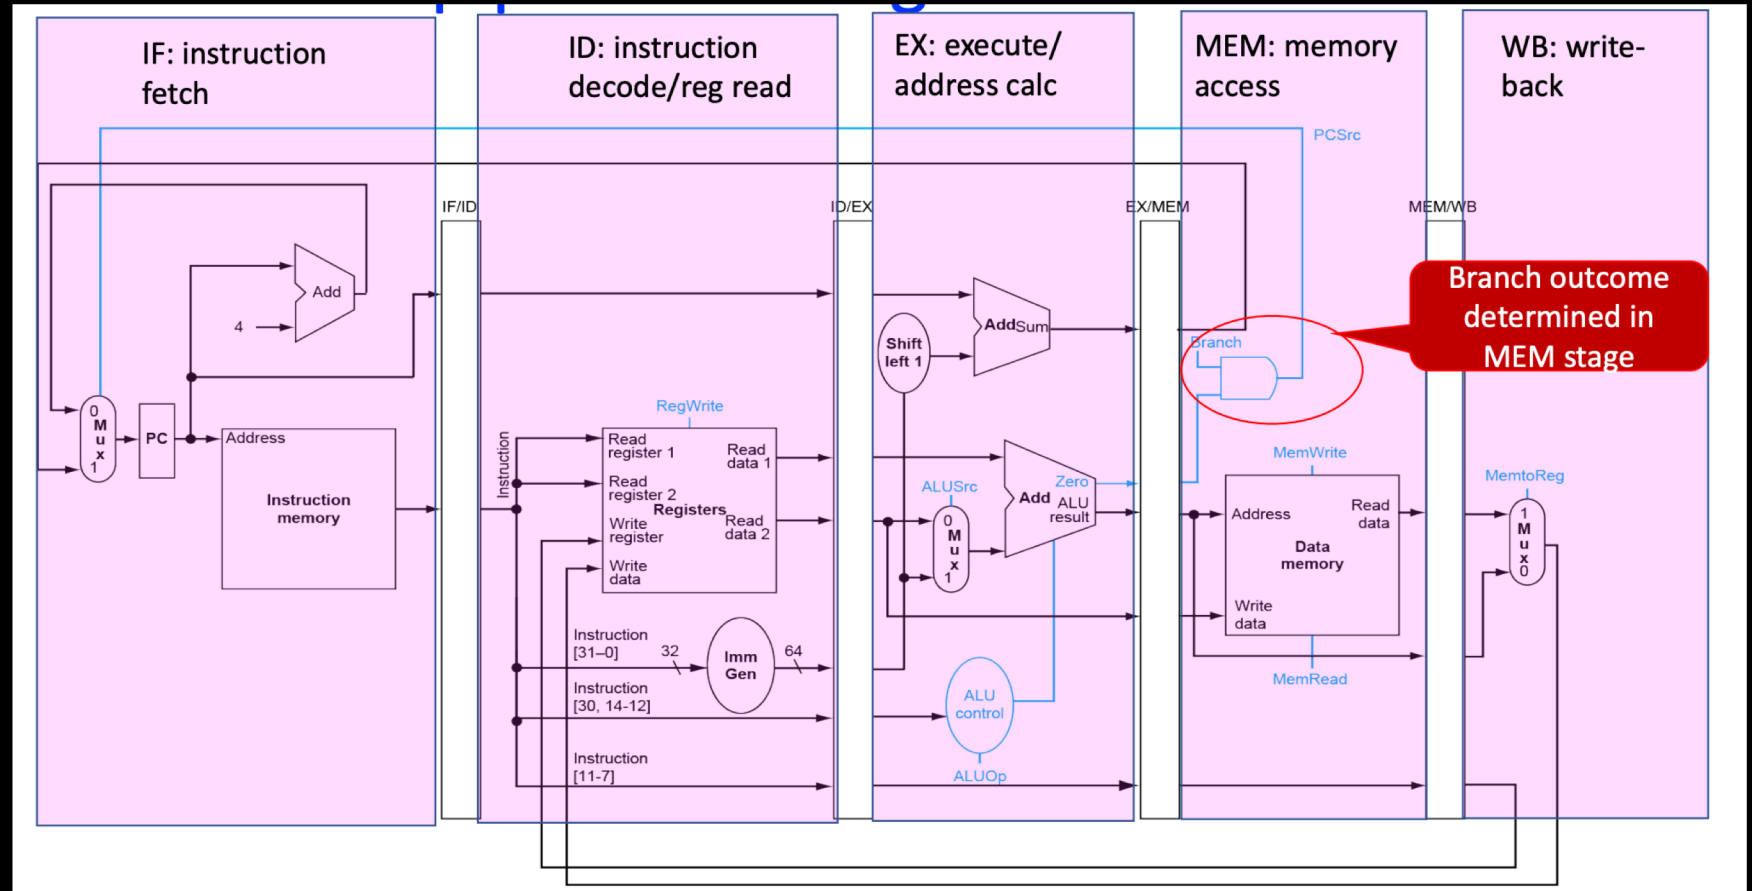 IF: instruction
fetch
ID: instruction
decode/reg read
EX: execute/
address calc
MEM: memory
access
WB: write-
back
PCSrc
IF/ID
ID/EX
EX/MEM
MEM/WB
Branch outcome
determined in
MEM stage
Add
4
Add Sum
Shift
left 1
Branch
0
M
u
x
1
PC
Address
Instruction
memory
RegWrite
Instruction
Read
register 1
Read
data 1
Read
register 2
Registers
Write
register
Read
data 2
Write
data
ALUSrc
0
M
u
x
1
Zero
Add
ALU
result
MemWrite
Address
Read
data
Data
memory
Write
data
MemRead
MemtoReg
1
M
u
x
0
Instruction
[31–0]
32
Imm
Gen
64
Instruction
[30, 14-12]
ALU
control
Instruction
[11-7]
ALUOp